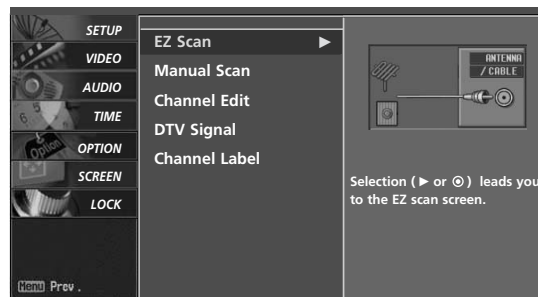 SETUP
VIDEO
AUDIO
TIME
OPTION
SCREEN
LOCK
Menu Prev.
EZ Scan ►
Manual Scan
Channel Edit
DTV Signal
Channel Label
ANTENNA
/ CABLE
Selection (► or ◉) leads you
to the EZ scan screen.